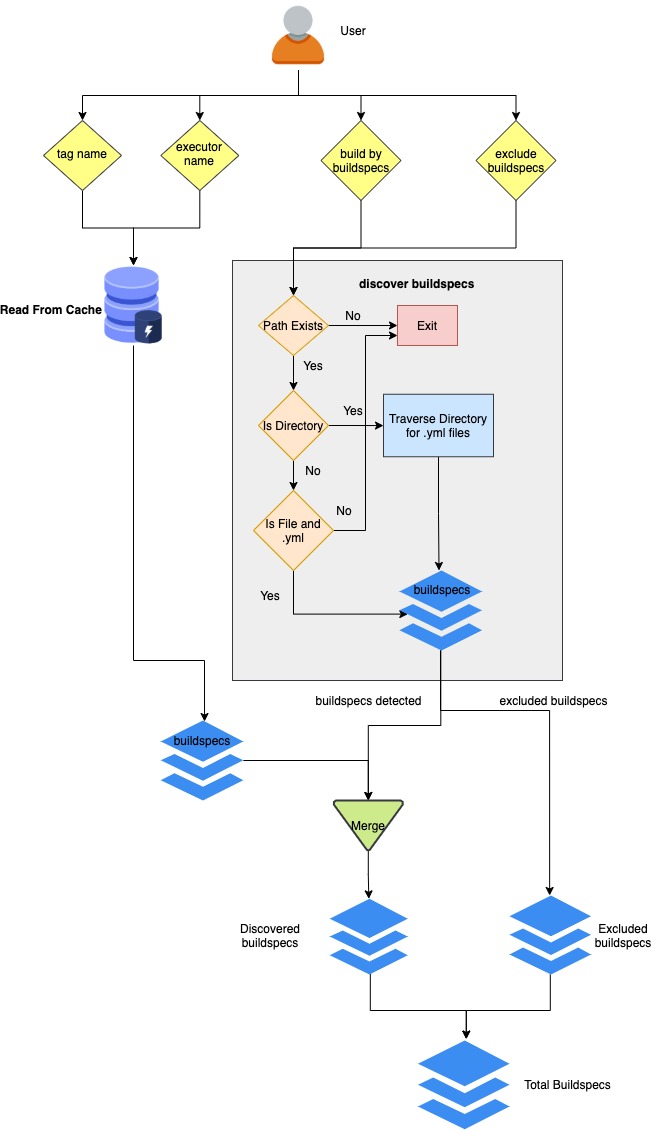 User
tag name
executor
name
build by
buildspecs
exclude
buildspecs
Read From Cache
discover buildspecs
Path Exists
No
Exit
Yes
Is Directory
Yes
Traverse Directory
for .yml files
No
Is File and
.yml
No
Yes
buildspecs
buildspecs detected
excluded buildspecs
buildspecs
Merge
Discovered
buildspecs
Excluded
buildspecs
Total Buildspecs